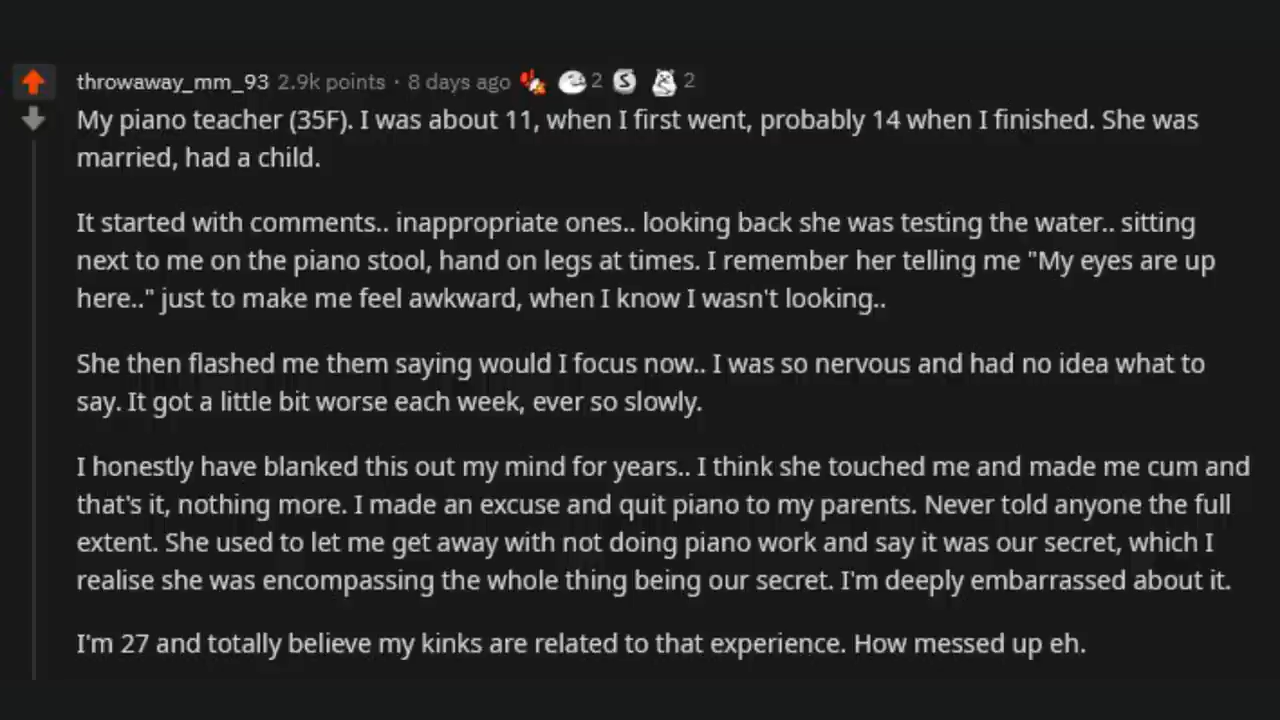 throwaway_mm_93 2.9k points · 8 days ago 2 S 2
My piano teacher (35F). I was about 11, when I first went, probably 14 when I finished. She was
married, had a child.
It started with comments.. inappropriate ones.. looking back she was testing the water.. sitting
next to me on the piano stool, hand on legs at times. I remember her telling me "My eyes are up
here.." just to make me feel awkward, when I know I wasn't looking..
She then flashed me them saying would I focus now.. I was so nervous and had no idea what to
say. It got a little bit worse each week, ever so slowly.
I honestly have blanked this out my mind for years.. I think she touched me and made me cum and
that's it, nothing more. I made an excuse and quit piano to my parents. Never told anyone the full
extent. She used to let me get away with not doing piano work and say it was our secret, which I
realise she was encompassing the whole thing being our secret. I'm deeply embarrassed about it.
I'm 27 and totally believe my kinks are related to that experience. How messed up eh.